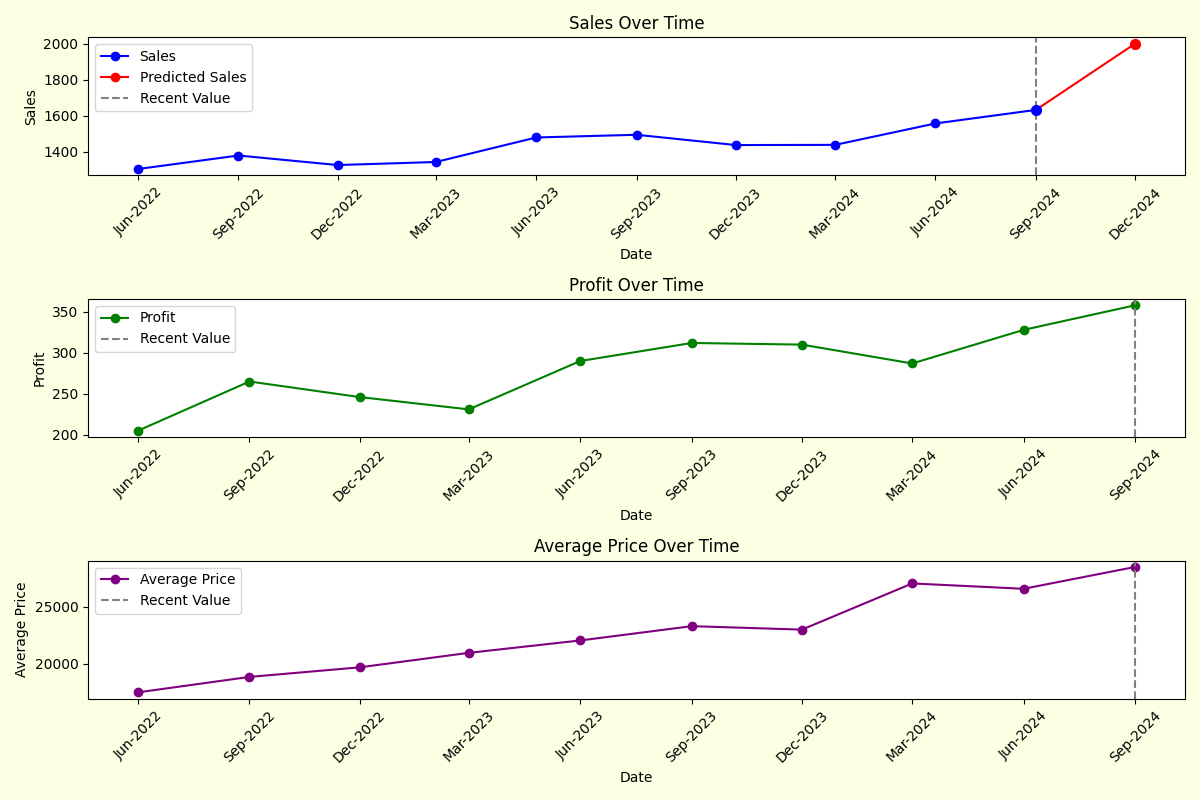 Sales Over Time
Sales
2000
1800
1600
1400
Sales
Predicted Sales
Recent Value
Jun-2022
Sep-2022
Dec-2022
Mar-2023
Jun-2023
Sep-2023
Dec-2023
Mar-2024
Jun-2024
Sep-2024
Dec-2024
Date
Profit Over Time
Profit
350
300
250
200
Profit
Recent Value
Jun-2022
Sep-2022
Dec-2022
Mar-2023
Jun-2023
Sep-2023
Dec-2023
Mar-2024
Jun-2024
Sep-2024
Date
Average Price Over Time
Average Price
25000
20000
Average Price
Recent Value
Jun-2022
Sep-2022
Dec-2022
Mar-2023
Jun-2023
Sep-2023
Dec-2023
Mar-2024
Jun-2024
Sep-2024
Date